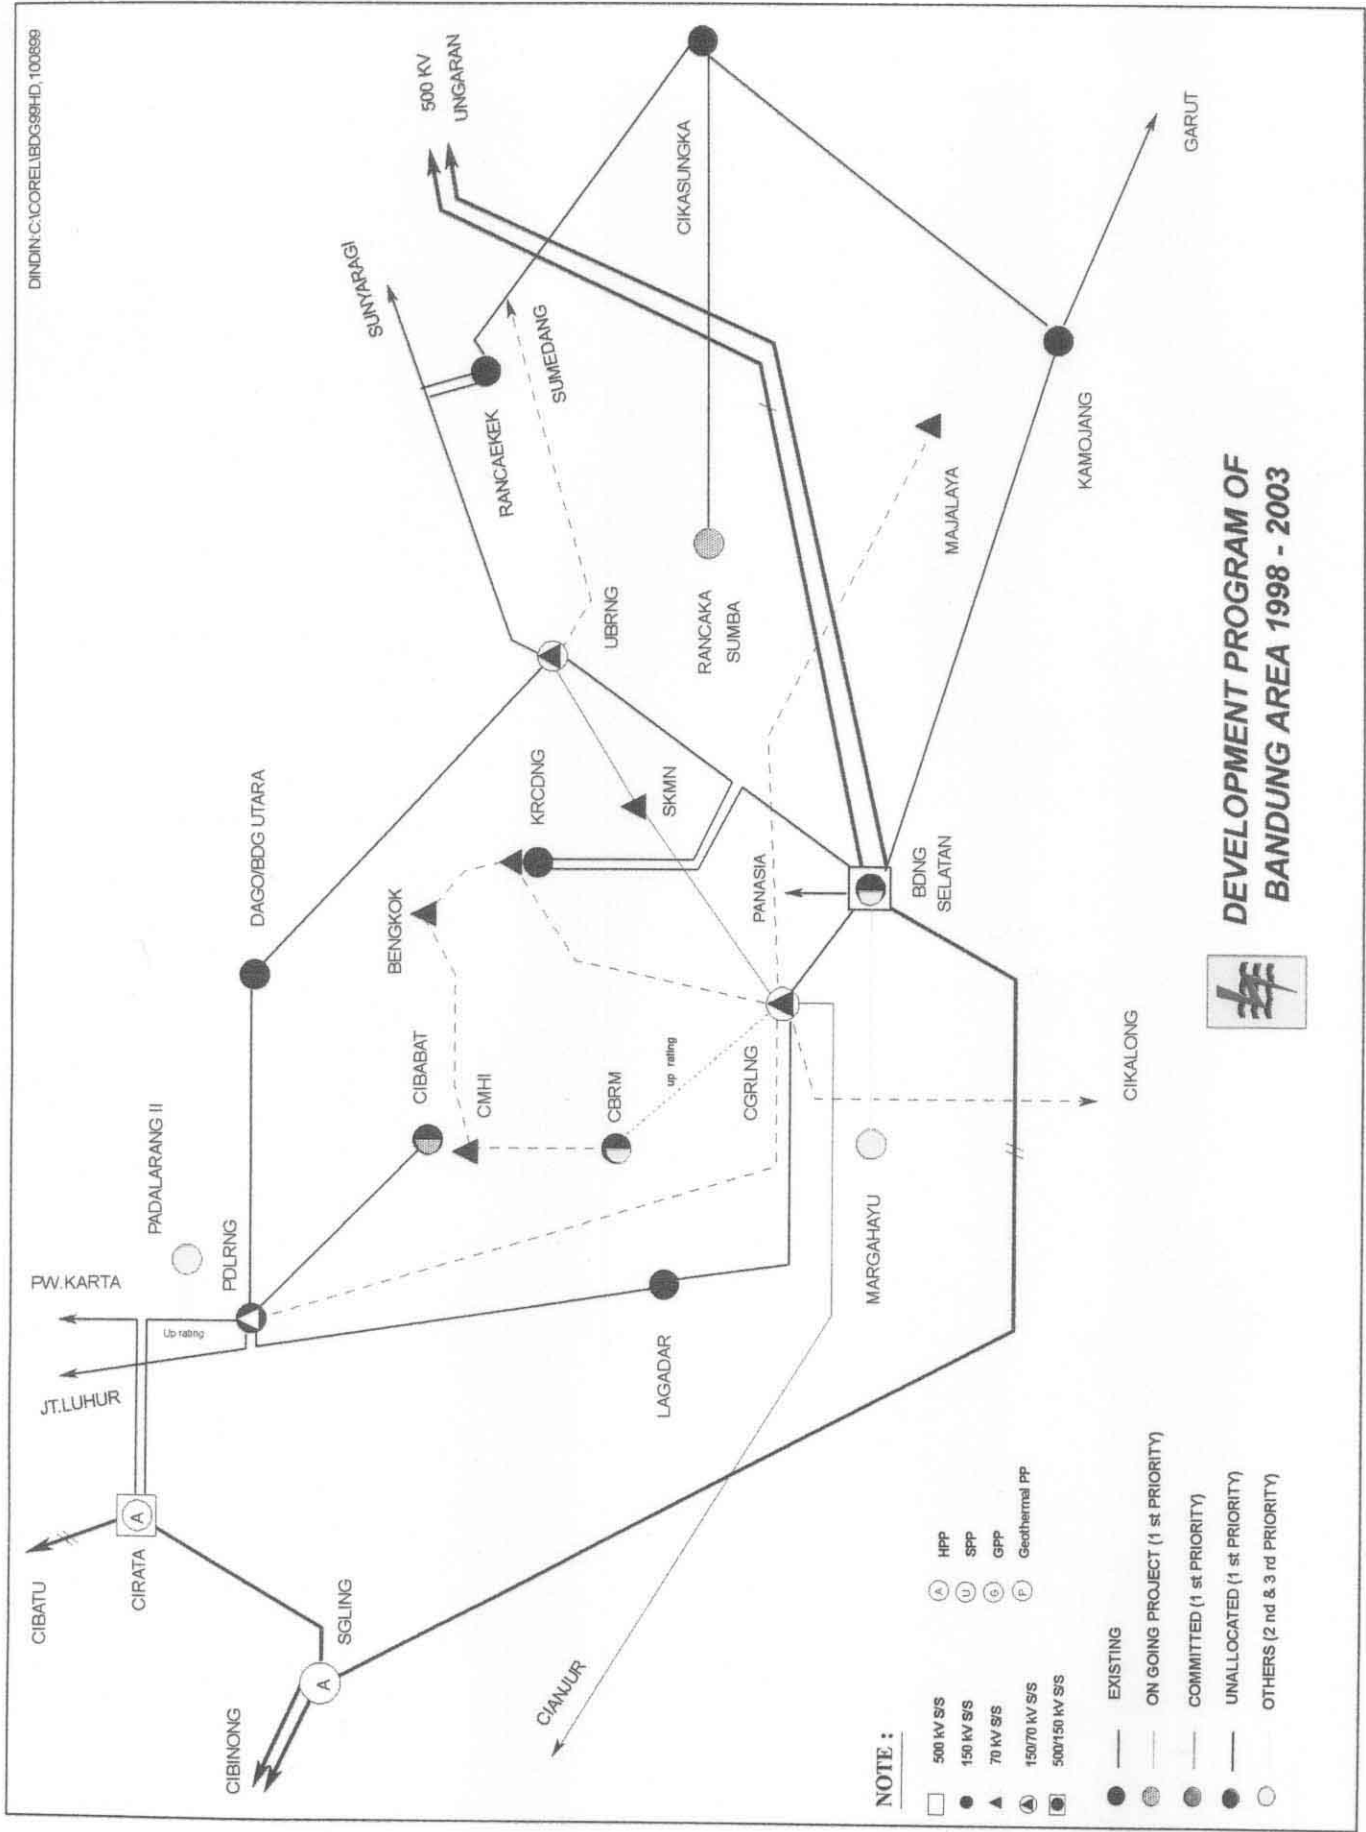 DINDIN:C:\COREL\BDG99HD,100899
500 KV
UNGARAN
SUNYARAGI
CIKASUNGKA
GARUT
RANCAEKEK
SUMEDANG
KAMOJANG
MAJALAYA
RANCAKA
SUMBA
UBRNG
DAGO/BDG UTARA
KRCDNG
SKMN
BENGKOK
PANASIA
BDNG
SELATAN
CIBABAT
CMHI
CBRM
up rating
CGRLNG
CIKALONG
PADALARANG II
PDLRNG
MARGAHAYU
PW.KARTA
Up rating
JT.LUHUR
LAGADAR
CIBATU
CIRATA
A
SGLING
A
CIBINONG
CIANJUR
NOTE :
500 kV S/S
150 kV S/S
70 kV S/S
150/70 kV S/S
500/150 kV S/S
A HPP
U SPP
G GPP
P Geothermal PP
EXISTING
ON GOING PROJECT (1 st PRIORITY)
COMMITTED (1 st PRIORITY)
UNALLOCATED (1 st PRIORITY)
OTHERS (2 nd & 3 rd PRIORITY)
DEVELOPMENT PROGRAM OF
BANDUNG AREA 1998 - 2003